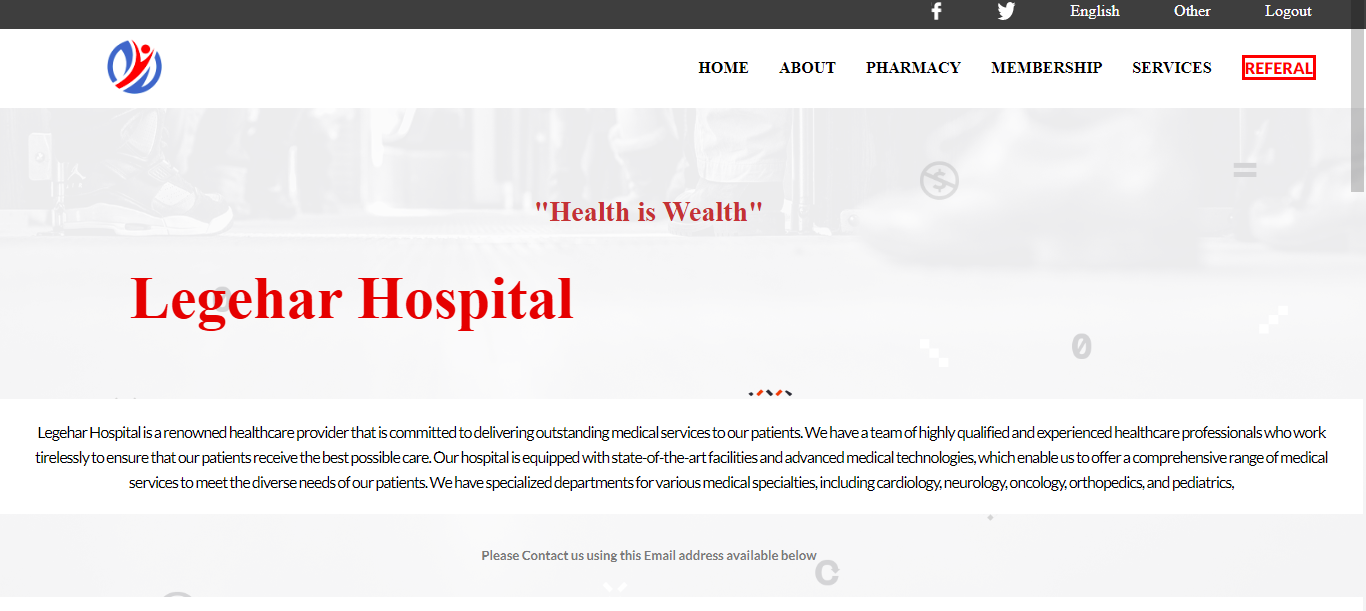 English Other Logout
HOME ABOUT PHARMACY MEMBERSHIP SERVICES REFERAL
"Health is Wealth"
Legehar Hospital
Legehar Hospital is a renowned healthcare provider that is committed to delivering outstanding medical services to our patients. We have a team of highly qualified and experienced healthcare professionals who work
tirelessly to ensure that our patients receive the best possible care. Our hospital is equipped with state-of-the-art facilities and advanced medical technologies, which enable us to offer a comprehensive range of medical
services to meet the diverse needs of our patients. We have specialized departments for various medical specialties, including cardiology, neurology, oncology, orthopedics, and pediatrics,
Please Contact us using this Email address available below